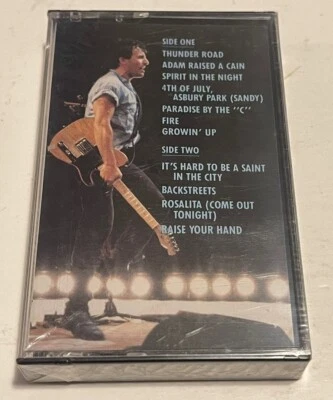 SIDE ONE
THUNDER ROAD
ADAM RAISED A CAIN
SPIRIT IN THE NIGHT
4TH OF JULY,
ASBURY PARK (SANDY)
PARADISE BY THE "C"
FIRE
GROWIN' UP
SIDE TWO
IT'S HARD TO BE A SAINT
IN THE CITY
BACKSTREETS
ROSALITA (COME OUT
TONIGHT)
RAISE YOUR HAND